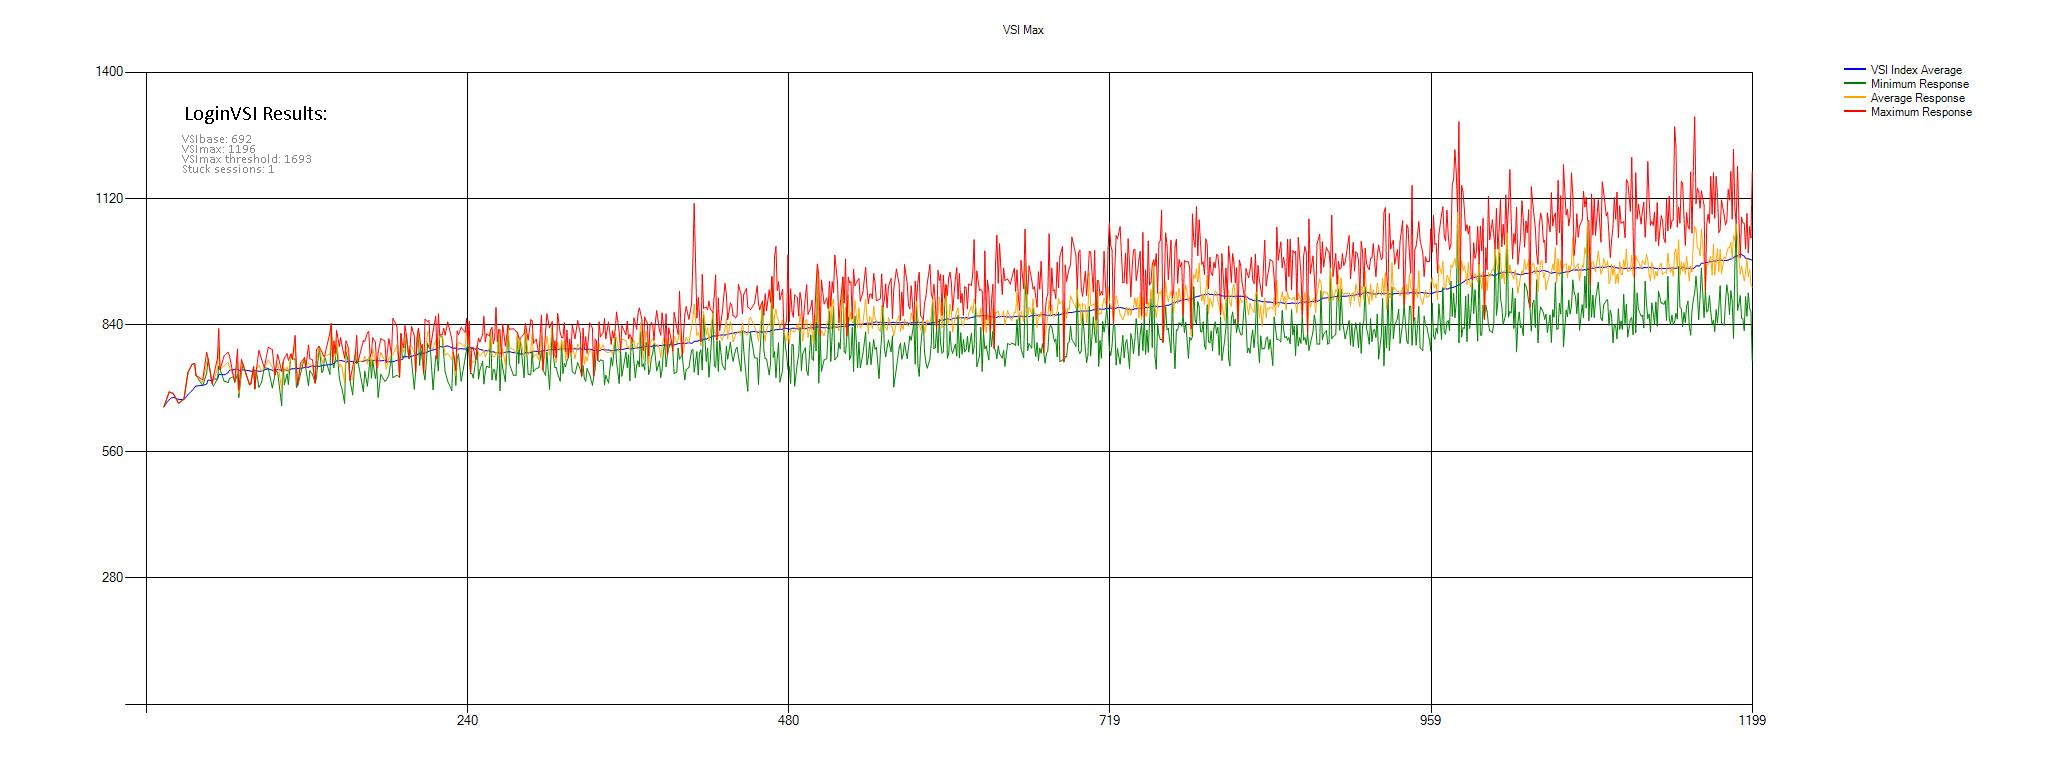 VSI Max
1400
1120
840
560
280
240
480
719
959
1199
LoginVSI Results:
VSIbase: 692
VSImax: 1196
VSImax threshold: 1693
Stuck sessions: 1
VSI Index Average
Minimum Response
Average Response
Maximum Response